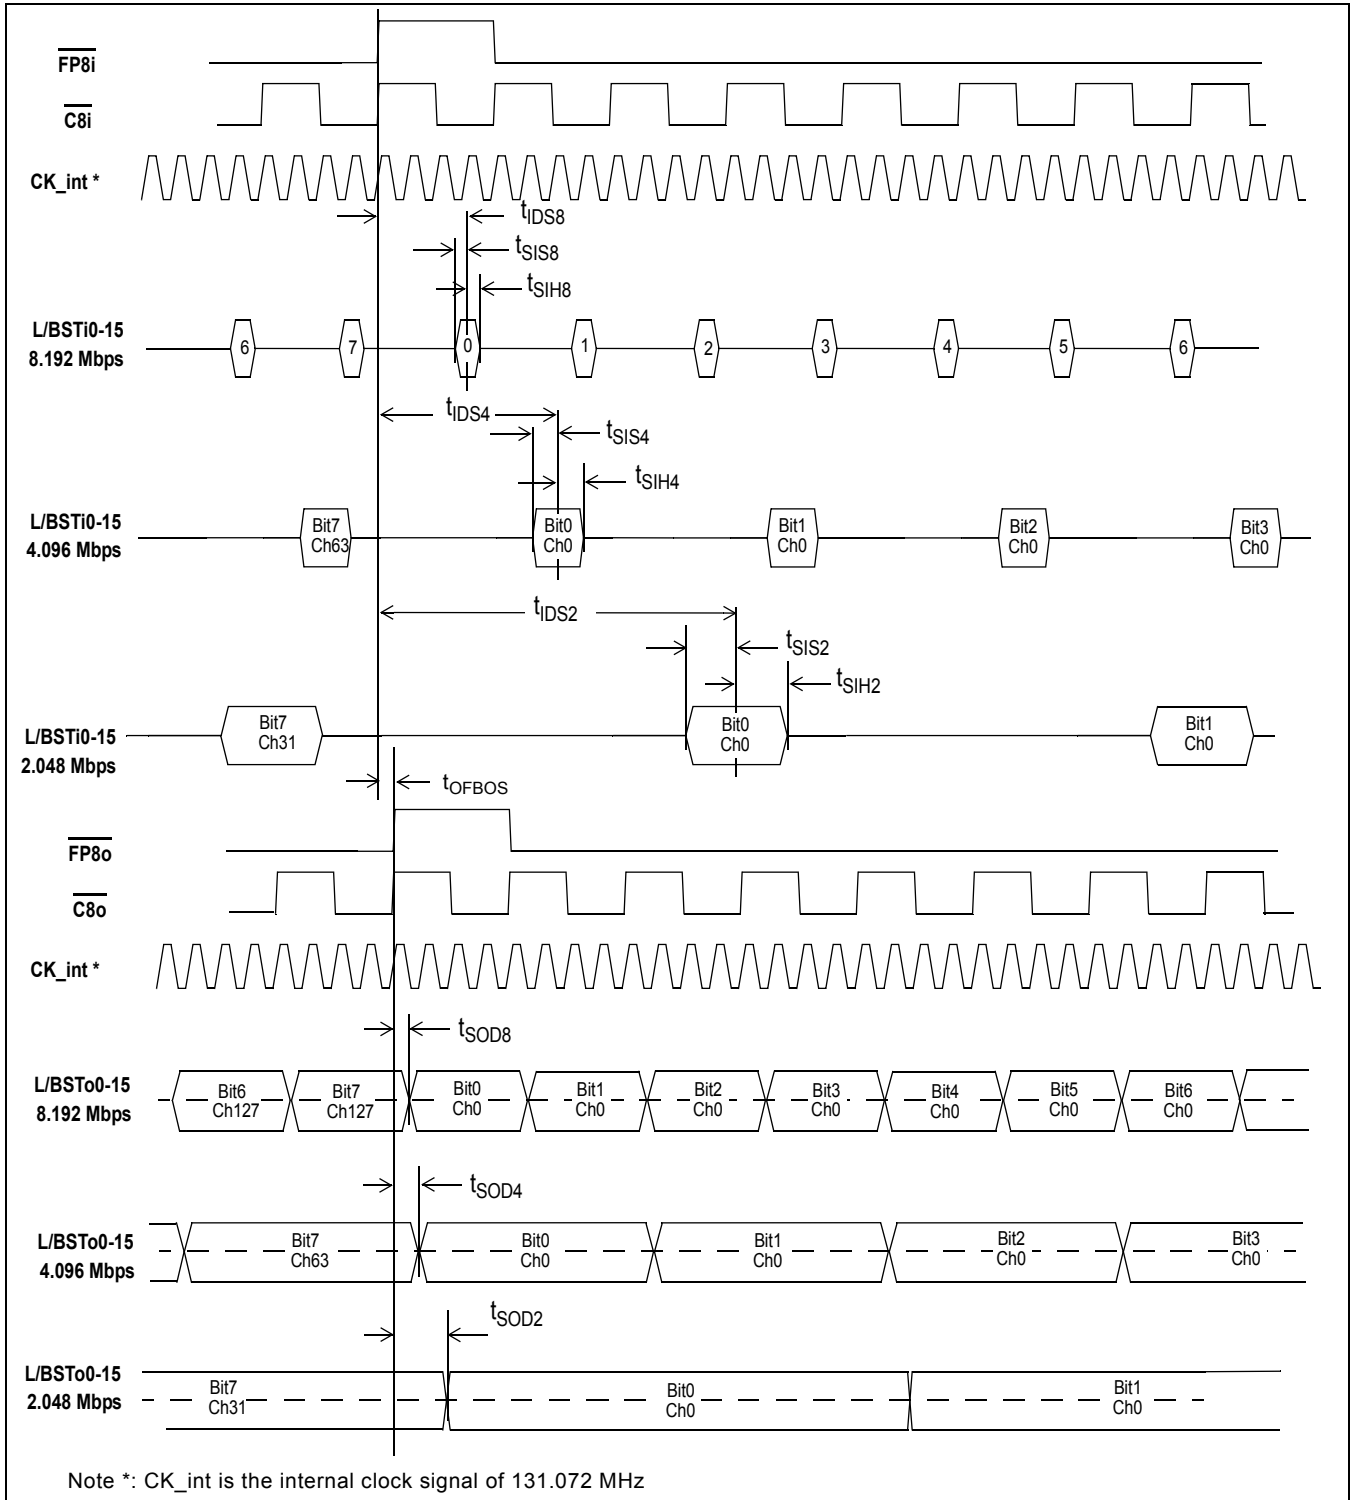 FP8i
C8i
CK_int *
tIDS8
tSIS8
tSIH8
L/BSTi0-15
8.192 Mbps
6 7 0 1 2 3 4 5 6
tIDS4
tSIS4
tSIH4
L/BSTi0-15
4.096 Mbps
Bit7 Bit0 Bit1 Bit2 Bit3
Ch63 Ch0 Ch0 Ch0 Ch0
tIDS2
tSIS2
tSIH2
L/BSTi0-15
2.048 Mbps
Bit7 Bit0 Bit1
Ch31 Ch0 Ch0
tOFBOS
FP8o
C8o
CK_int *
tSOD8
L/BSTo0-15
8.192 Mbps
Bit6 Bit7 Bit0 Bit1 Bit2 Bit3 Bit4 Bit5 Bit6
Ch127 Ch127 Ch0 Ch0 Ch0 Ch0 Ch0 Ch0 Ch0
tSOD4
L/BSTo0-15
4.096 Mbps
Bit7 Bit0 Bit1 Bit2 Bit3
Ch63 Ch0 Ch0 Ch0 Ch0
tSOD2
L/BSTo0-15
2.048 Mbps
Bit7 Bit0 Bit1
Ch31 Ch0 Ch0
Note *: CK_int is the internal clock signal of 131.072 MHz